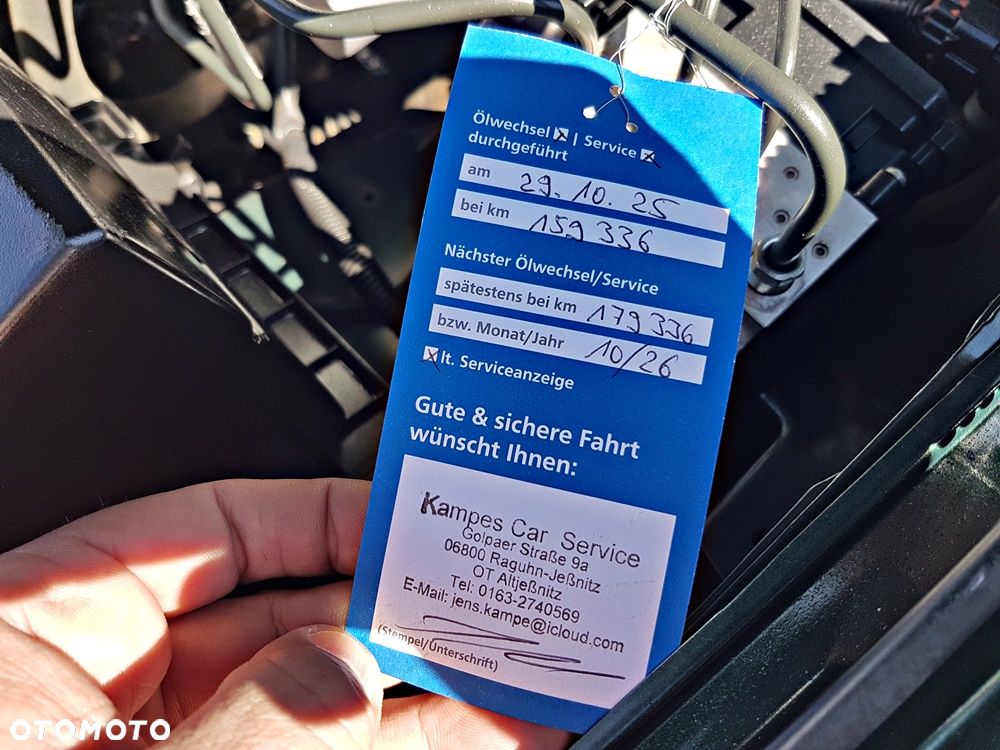 Ölwechsel ☒ | Service ☒
durchgeführt
am 29.10.25
bei km 159 336
Nächster Ölwechsel/Service
spätestens bei km 179 336
bzw. Monat/Jahr 10/26
☒ lt. Serviceanzeige
Gute & sichere Fahrt
wünscht Ihnen:
Kampes Car Service
Golpaer Straße 9a
06800 Raguhn-Jeßnitz
OT Altjeßnitz
Tel: 0163-2740569
E-Mail: jens.kampe@icloud.com
(Stempel/Unterschrift)
OTOMOTO